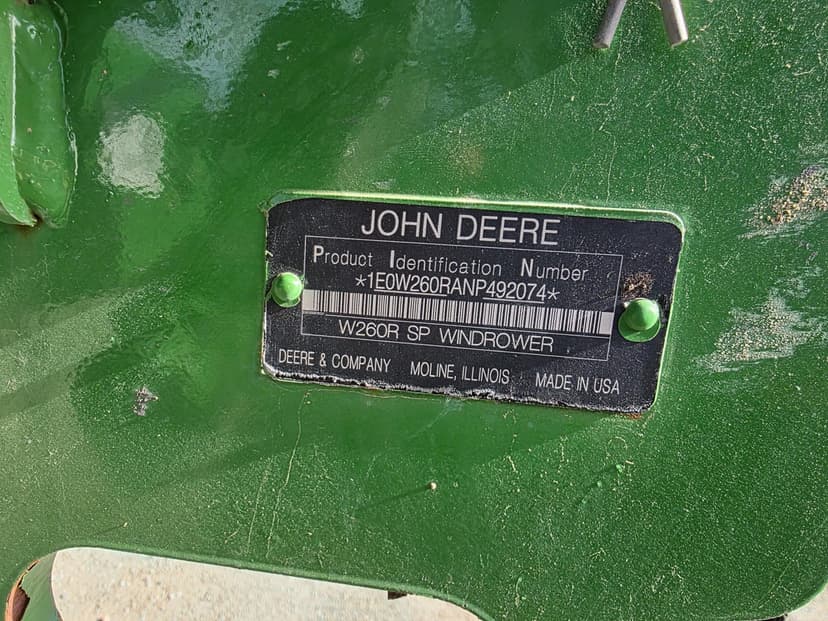 JOHN DEERE
Product Identification Number
*1E0W260RANP492074*
W260R SP WINDROWER
DEERE & COMPANY MOLINE, ILLINOIS MADE IN USA